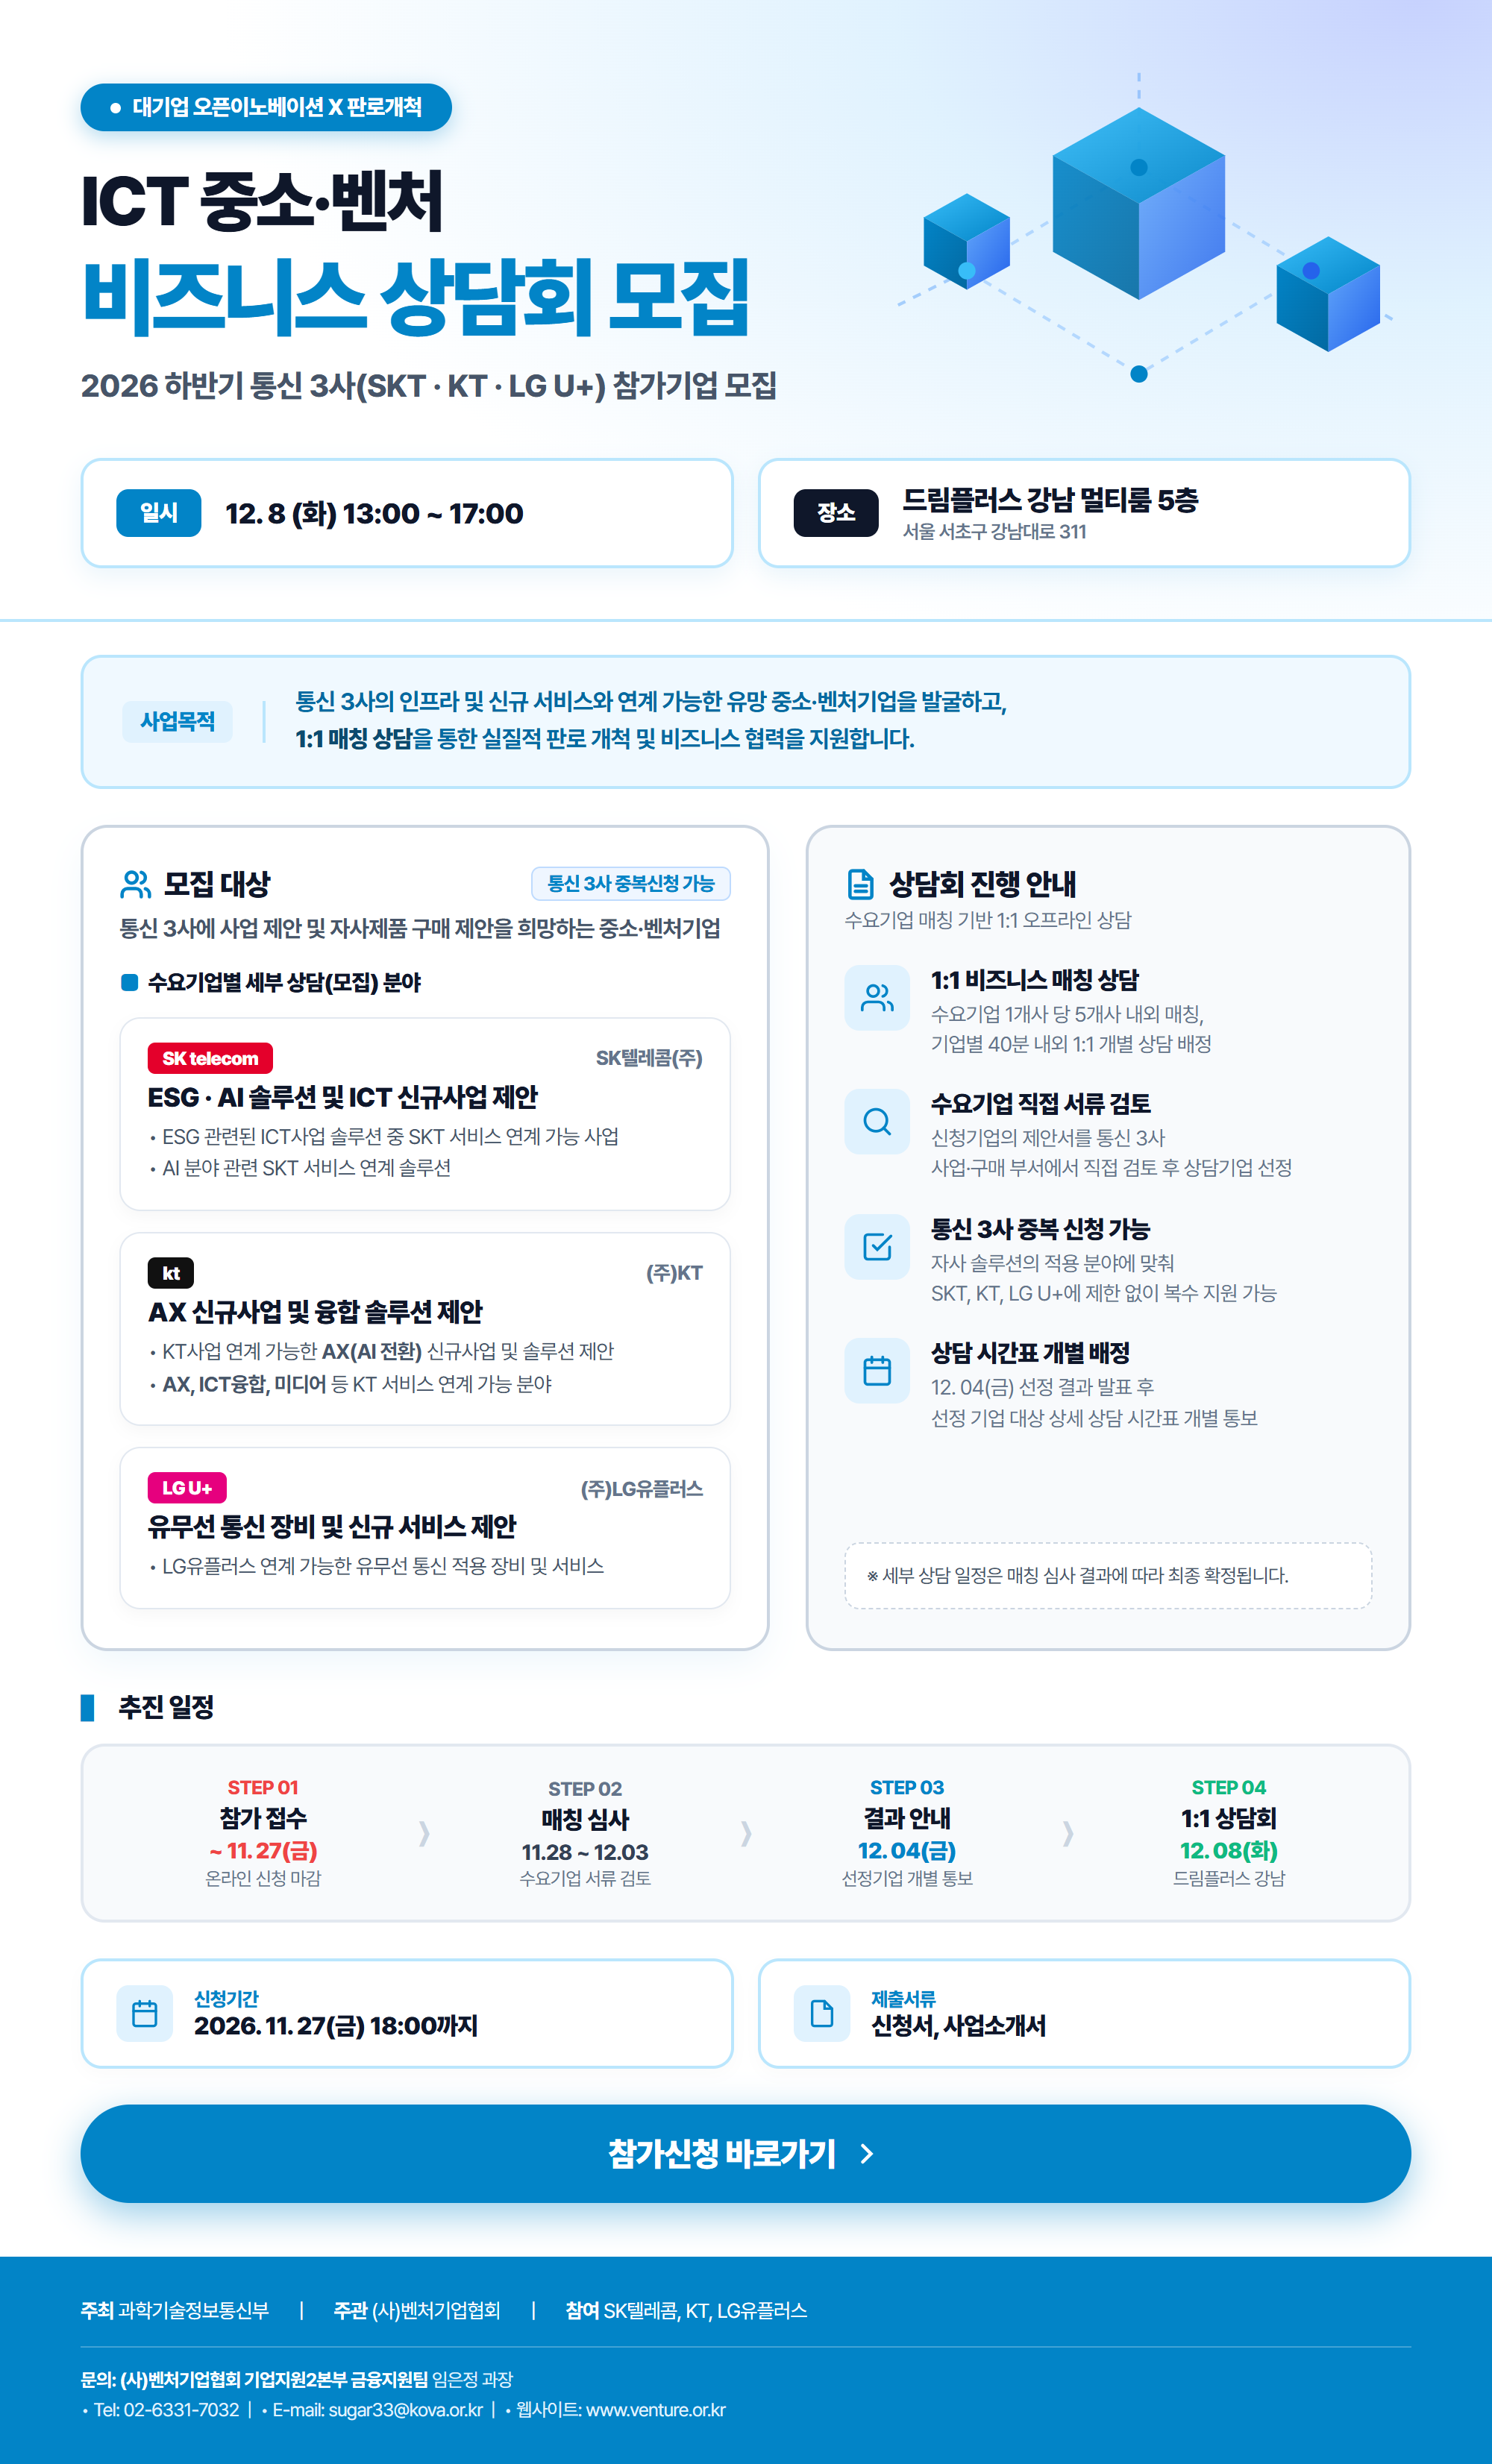 대기업 오픈이노베이션 X 판로개척
ICT 중소·벤처
비즈니스 상담회 모집
2026 하반기 통신 3사(SKT · KT · LG U+) 참가기업 모집
일시
12. 8 (화) 13:00 ~ 17:00
장소
드림플러스 강남 멀티룸 5층
서울 서초구 강남대로 311
사업목적
통신 3사의 인프라 및 신규 서비스와 연계 가능한 유망 중소·벤처기업을 발굴하고,
1:1 매칭 상담을 통한 실질적 판로 개척 및 비즈니스 협력을 지원합니다.
모집 대상
통신 3사 중복신청 가능
통신 3사에 사업 제안 및 자사제품 구매 제안을 희망하는 중소·벤처기업
수요기업별 세부 상담(모집) 분야
SK telecom
SK텔레콤(주)
ESG · AI 솔루션 및 ICT 신규사업 제안
• ESG 관련된 ICT사업 솔루션 중 SKT 서비스 연계 가능 사업
• AI 분야 관련 SKT 서비스 연계 솔루션
kt
(주)KT
AX 신규사업 및 융합 솔루션 제안
• KT사업 연계 가능한 AX(AI 전환) 신규사업 및 솔루션 제안
• AX, ICT융합, 미디어 등 KT 서비스 연계 가능 분야
LG U+
(주)LG유플러스
유무선 통신 장비 및 신규 서비스 제안
• LG유플러스 연계 가능한 유무선 통신 적용 장비 및 서비스
상담회 진행 안내
수요기업 매칭 기반 1:1 오프라인 상담
1:1 비즈니스 매칭 상담
수요기업 1개사 당 5개사 내외 매칭,
기업별 40분 내외 1:1 개별 상담 배정
수요기업 직접 서류 검토
신청기업의 제안서를 통신 3사
사업·구매 부서에서 직접 검토 후 상담기업 선정
통신 3사 중복 신청 가능
자사 솔루션의 적용 분야에 맞춰
SKT, KT, LG U+에 제한 없이 복수 지원 가능
상담 시간표 개별 배정
12. 04(금) 선정 결과 발표 후
선정 기업 대상 상세 상담 시간표 개별 통보
※ 세부 상담 일정은 매칭 심사 결과에 따라 최종 확정됩니다.
추진 일정
STEP 01
참가 접수
~ 11. 27(금)
온라인 신청 마감
STEP 02
매칭 심사
11.28 ~ 12.03
수요기업 서류 검토
STEP 03
결과 안내
12. 04(금)
선정기업 개별 통보
STEP 04
1:1 상담회
12. 08(화)
드림플러스 강남
신청기간
2026. 11. 27(금) 18:00까지
제출서류
신청서, 사업소개서
참가신청 바로가기
주최 과학기술정보통신부 | 주관 (사)벤처기업협회 | 참여 SK텔레콤, KT, LG유플러스
문의: (사)벤처기업협회 기업지원2본부 금융지원팀 임은정 과장
• Tel: 02-6331-7032 | • E-mail: sugar33@kova.or.kr | • 웹사이트: www.venture.or.kr